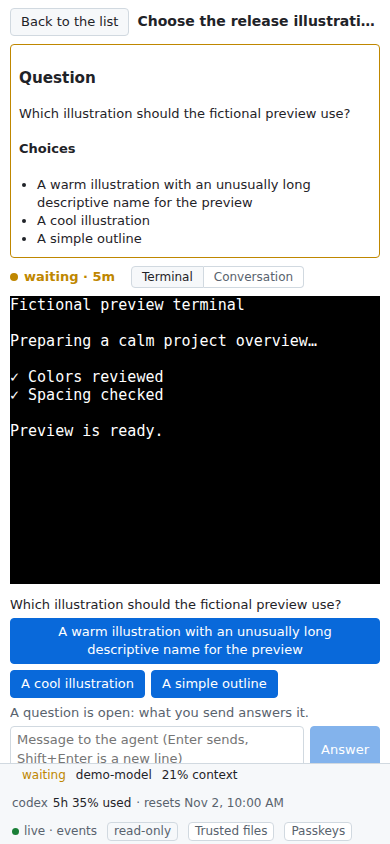 Back to the list
Choose the release illustrati…
Question
Which illustration should the fictional preview use?
Choices
• A warm illustration with an unusually long
descriptive name for the preview
• A cool illustration
• A simple outline
waiting · 5m
Terminal
Conversation
Fictional preview terminal
Preparing a calm project overview…
✓ Colors reviewed
✓ Spacing checked
Preview is ready.
Which illustration should the fictional preview use?
A warm illustration with an unusually long
descriptive name for the preview
A cool illustration
A simple outline
A question is open: what you send answers it.
Message to the agent (Enter sends,
Shift+Enter is a new line)
Answer
waiting demo-model 21% context
codex 5h 35% used · resets Nov 2, 10:00 AM
live · events read-only Trusted files Passkeys